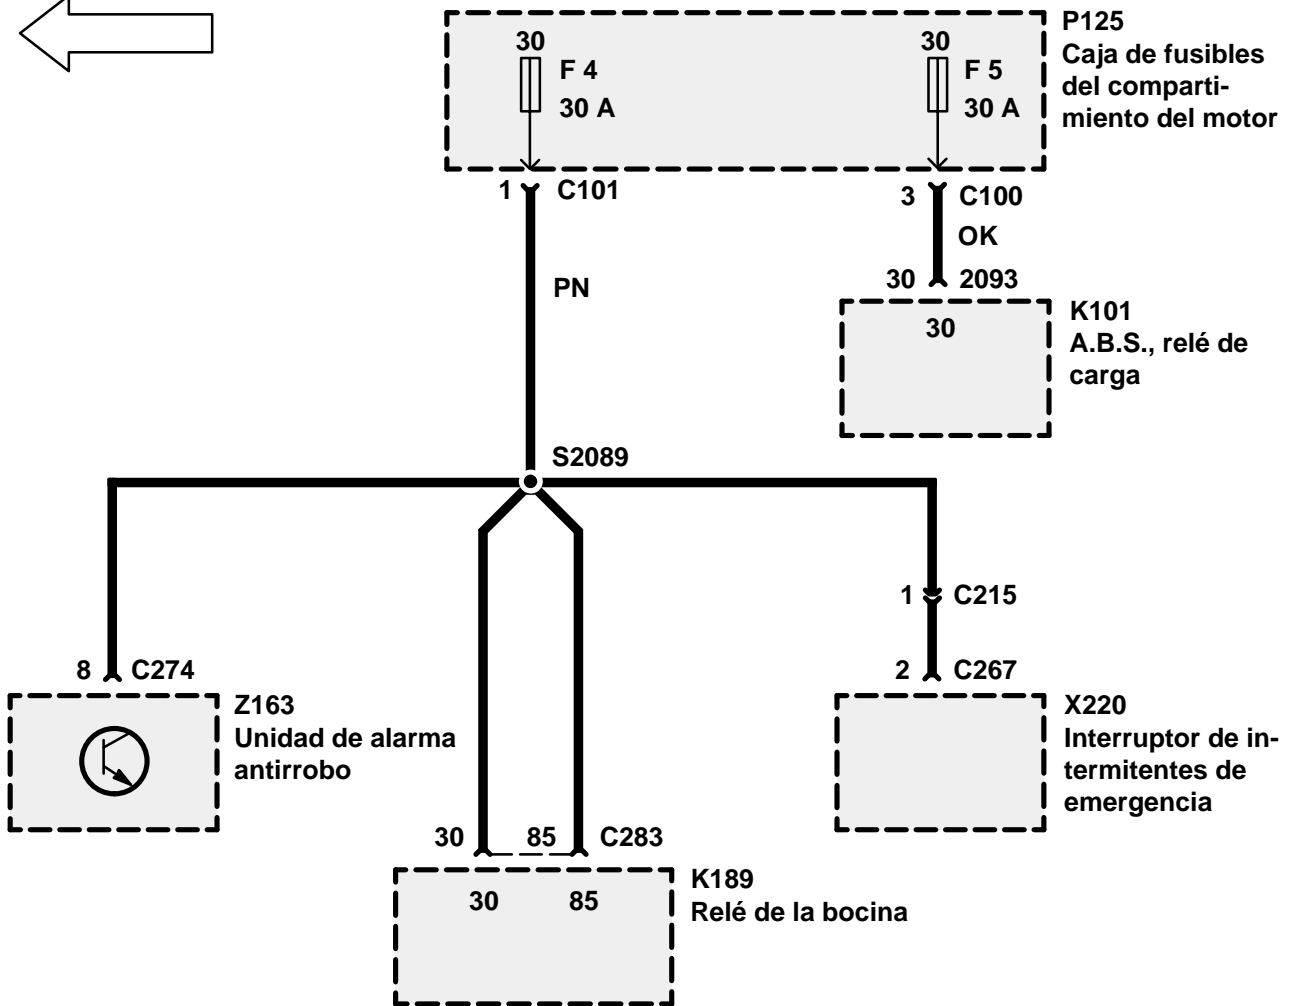 30
F 4
30 A
30
F 5
30 A
P125
Caja de fusibles
del comparti-
miento del motor
1 C101
3 C100
OK
PN
30 2093
30
K101
A.B.S., relé de
carga
S2089
1 C215
8 C274
2 C267
Z163
Unidad de alarma
antirrobo
X220
Interruptor de in-
termitentes de
emergencia
30 85 C283
30 85
K189
Relé de la bocina